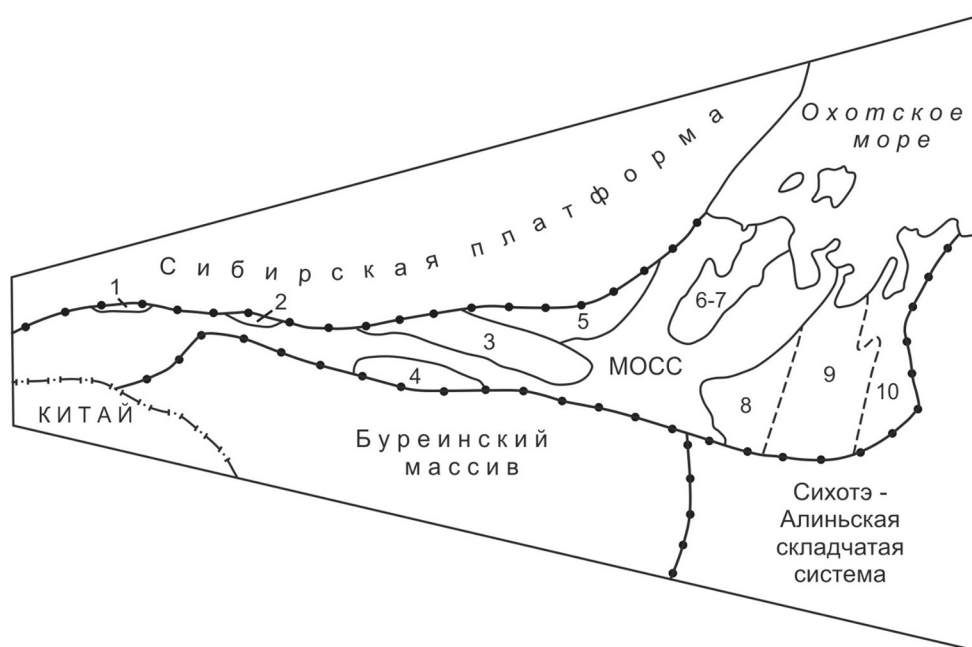 Охотское
море
Сибирская платформа
1
2
6-7
5
3
МОСС
4
9
10
8
КИТАЙ
Буреинский
массив
Сихотэ -
Алиньская
складчатая
система